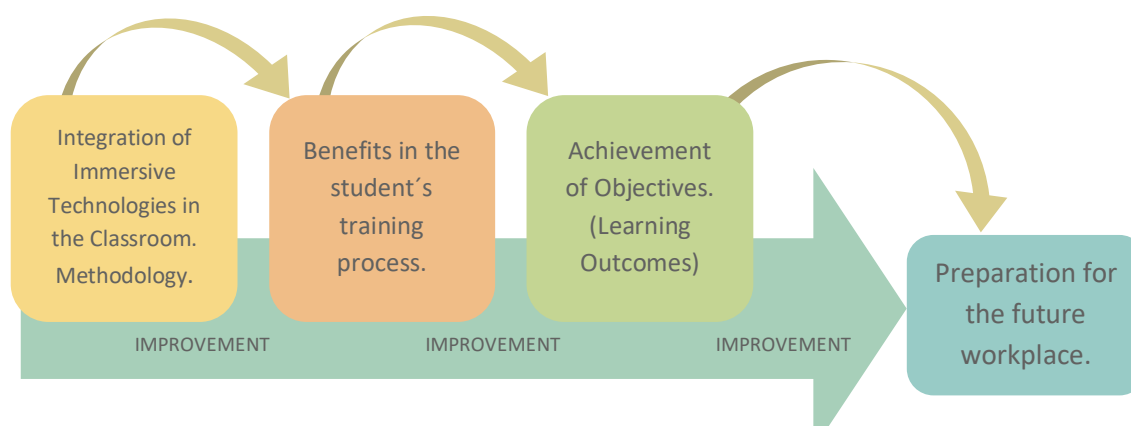 Integration of
Immersive
Technologies in
the Classroom.
Methodology.
Benefits in the
student´s
training
process.
Achievement
of Objectives.
(Learning
Outcomes)
Preparation for
the future
workplace.
IMPROVEMENT
IMPROVEMENT
IMPROVEMENT